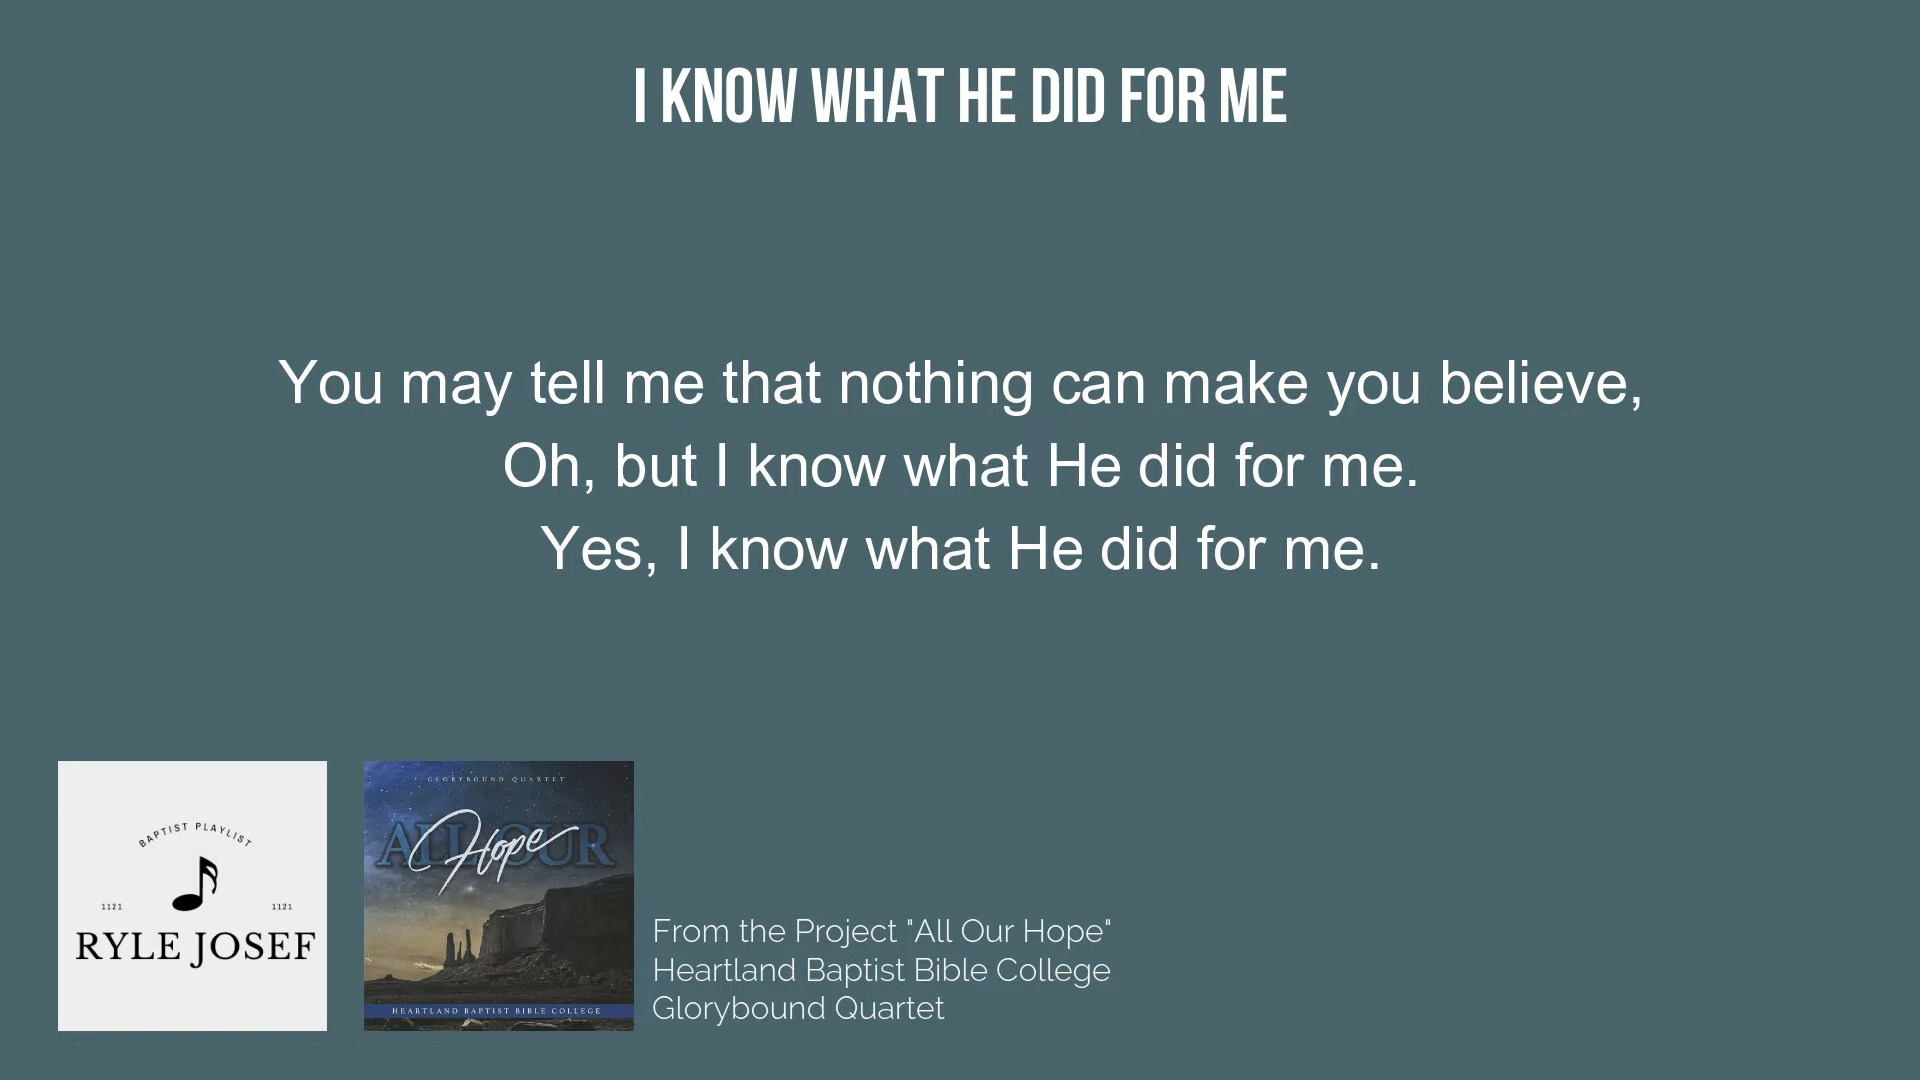 I KNOW WHAT HE DID FOR ME
You may tell me that nothing can make you believe,
Oh, but I know what He did for me.
Yes, I know what He did for me.
BAPTIST PLAYLIST
1121 1121
RYLE JOSEF
GLORYBOUND QUARTET
ALL OUR
Hope
HEARTLAND BAPTIST BIBLE COLLEGE
From the Project "All Our Hope"
Heartland Baptist Bible College
Glorybound Quartet